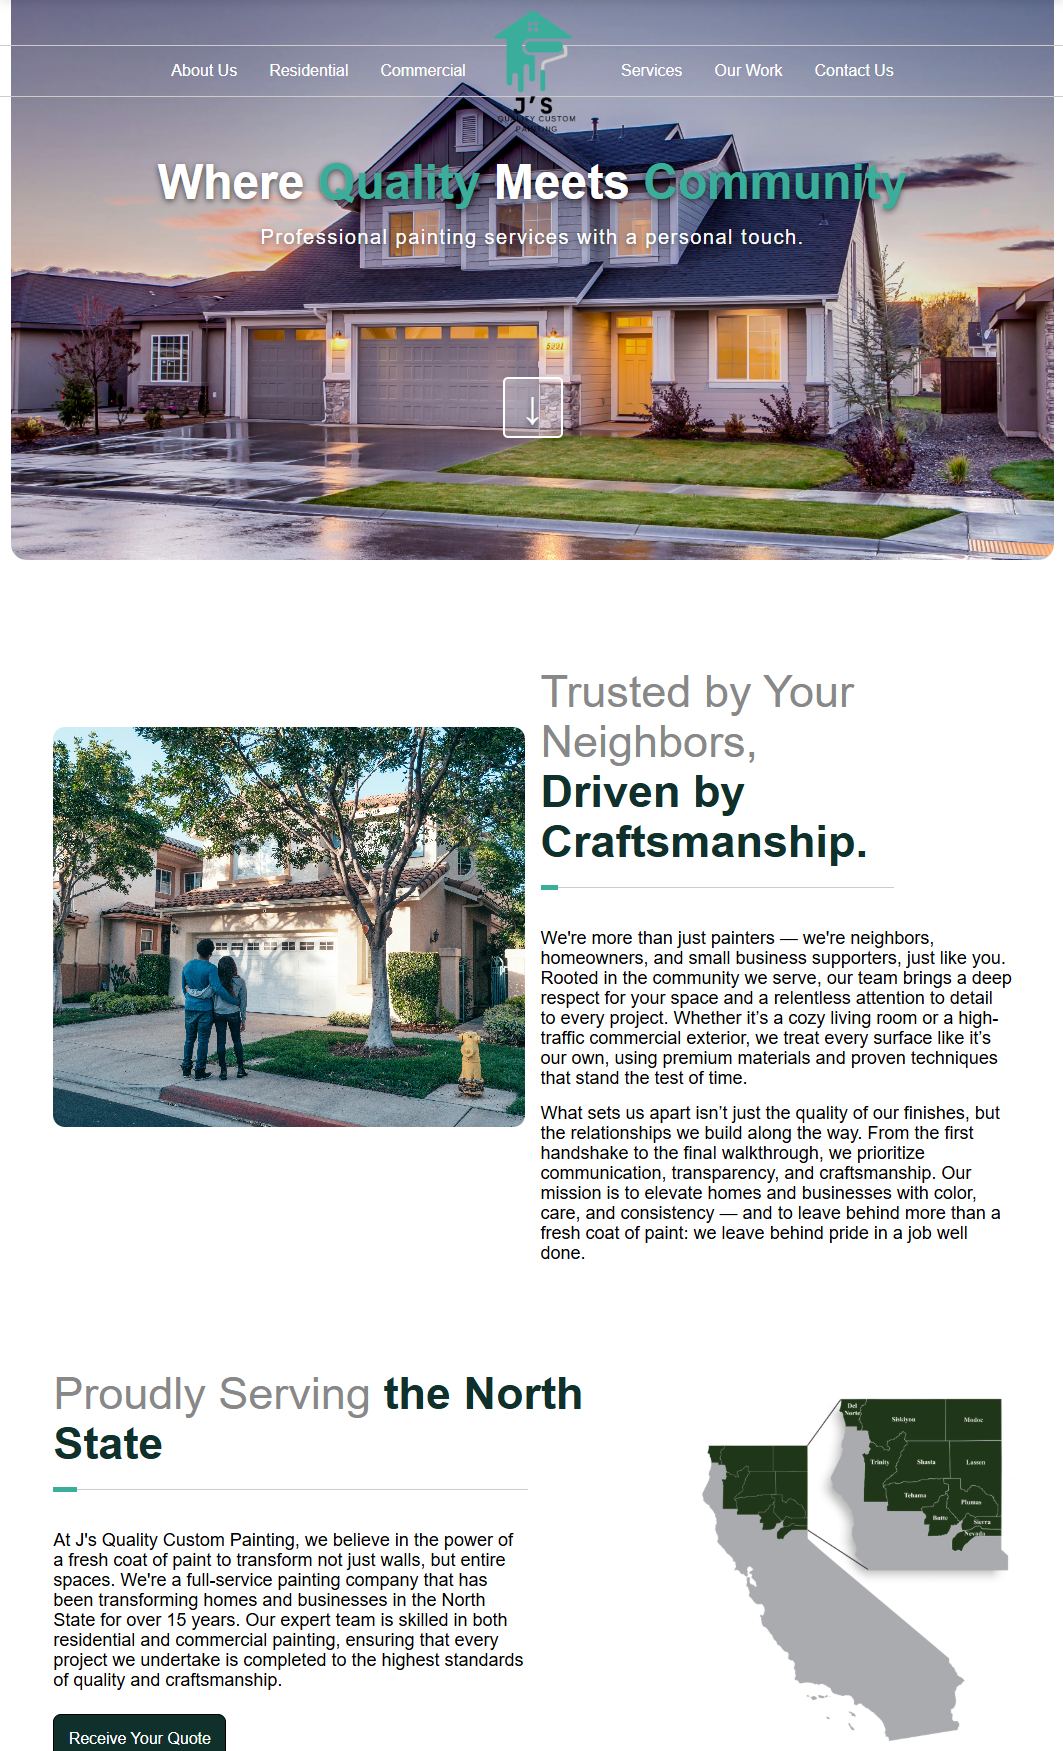 About Us Residential Commercial
J'S
QUALITY CUSTOM
PAINTING
Services Our Work Contact Us
Where Quality Meets Community
Professional painting services with a personal touch.
5001
↓
Trusted by Your
Neighbors,
Driven by
Craftsmanship.
We're more than just painters — we're neighbors,
homeowners, and small business supporters, just like you.
Rooted in the community we serve, our team brings a deep
respect for your space and a relentless attention to detail
to every project. Whether it’s a cozy living room or a high-
traffic commercial exterior, we treat every surface like it’s
our own, using premium materials and proven techniques
that stand the test of time.
What sets us apart isn’t just the quality of our finishes, but
the relationships we build along the way. From the first
handshake to the final walkthrough, we prioritize
communication, transparency, and craftsmanship. Our
mission is to elevate homes and businesses with color,
care, and consistency — and to leave behind more than a
fresh coat of paint: we leave behind pride in a job well
done.
Proudly Serving the North
State
At J's Quality Custom Painting, we believe in the power of
a fresh coat of paint to transform not just walls, but entire
spaces. We're a full-service painting company that has
been transforming homes and businesses in the North
State for over 15 years. Our expert team is skilled in both
residential and commercial painting, ensuring that every
project we undertake is completed to the highest standards
of quality and craftsmanship.
Receive Your Quote
Del
Norte
Siskiyou
Modoc
Trinity
Shasta
Lassen
Tehama
Plumas
Butte
Sierra
Nevada